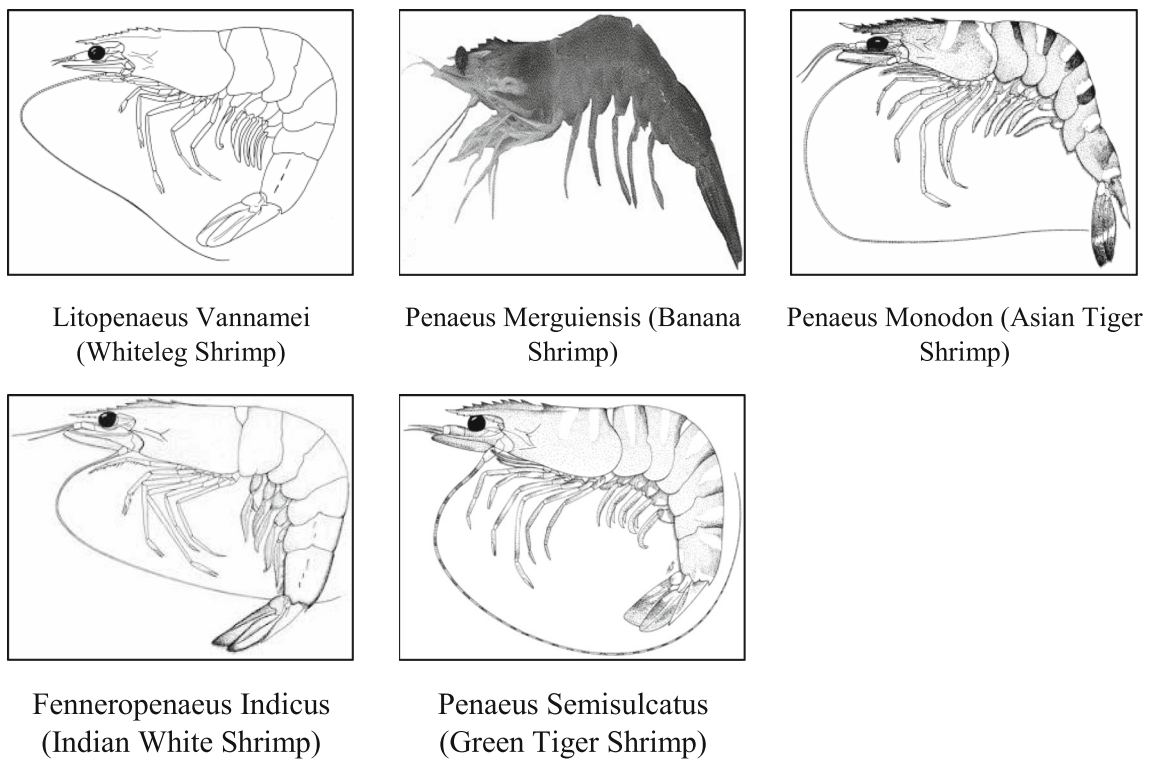 Litopenaeus Vannamei
(Whiteleg Shrimp)
Penaeus Merguiensis (Banana
Shrimp)
Penaeus Monodon (Asian Tiger
Shrimp)
Fenneropenaeus Indicus
(Indian White Shrimp)
Penaeus Semisulcatus
(Green Tiger Shrimp)